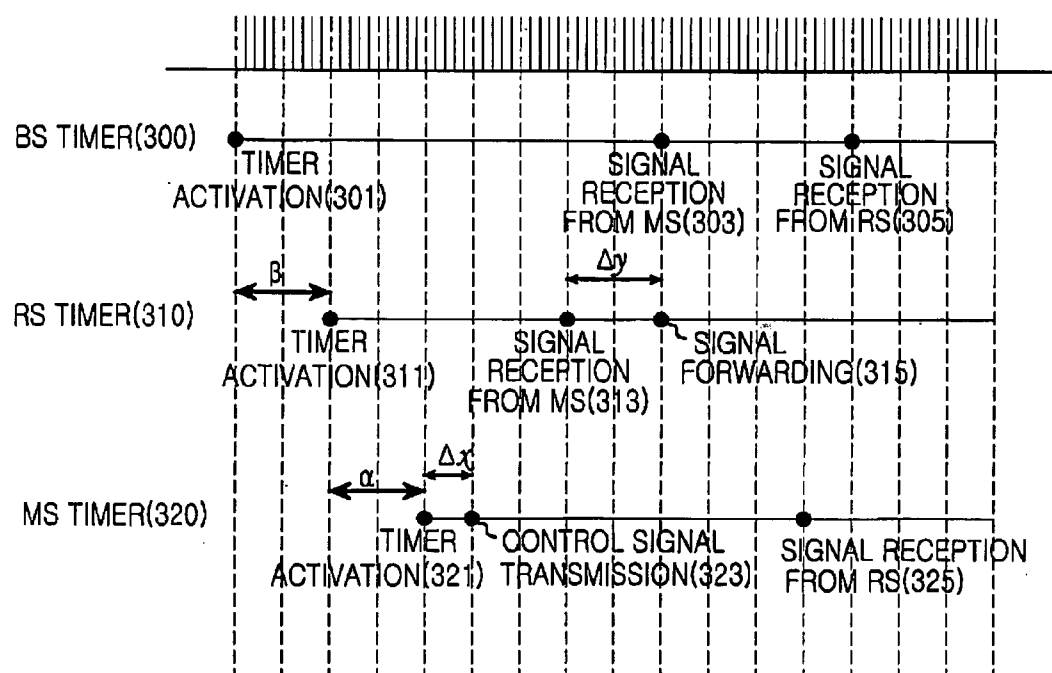 BS TIMER(300)
TIMER
ACTIVATION(301)
SIGNAL
RECEPTION
FROM MS(303)
SIGNAL
RECEPTION
FROM RS(305)
β
Δy
RS TIMER(310)
TIMER
ACTIVATION(311)
SIGNAL
RECEPTION
FROM MS(313)
SIGNAL
FORWARDING(315)
α
Δx
MS TIMER(320)
TIMER
ACTIVATION(321)
CONTROL SIGNAL
TRANSMISSION(323)
SIGNAL RECEPTION
FROM RS(325)